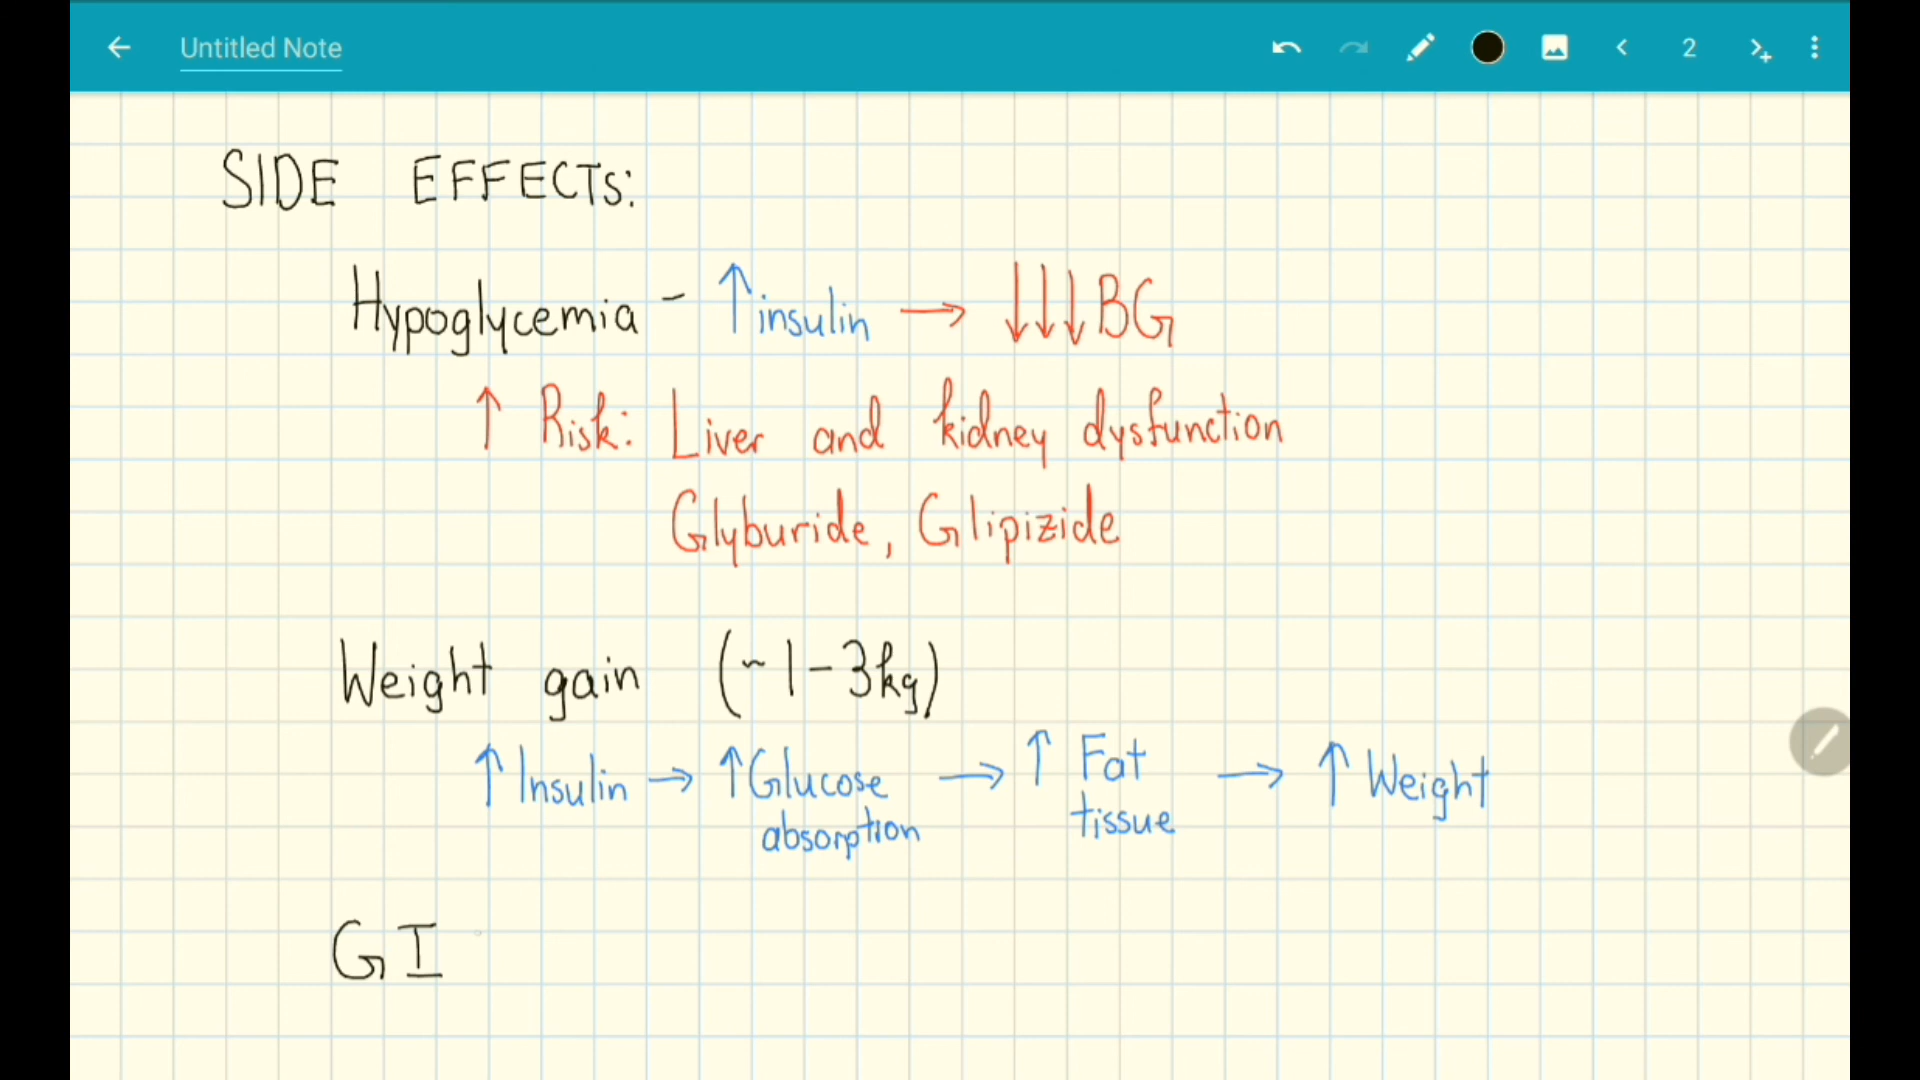 Untitled Note
2
SIDE EFFECTS:
Hypoglycemia - ↑insulin → ↓↓↓BG
↑ Risk: Liver and kidney dysfunction
Glyburide, Glipizide
Weight gain (~1-3kg)
↑Insulin → ↑Glucose absorption → ↑ Fat tissue → ↑ Weight
GI